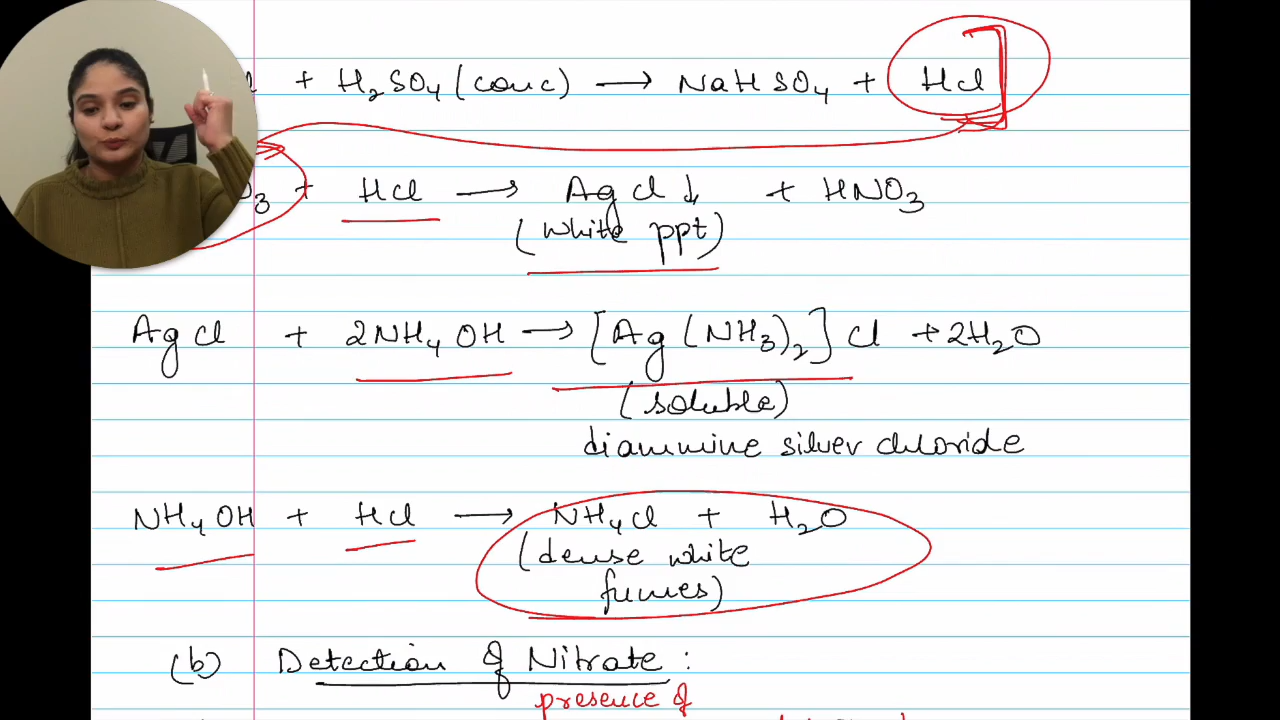 + H₂SO₄ (conc) → NaHSO₄ + HCl
O₃ + HCl → AgCl↓ + HNO₃
(white ppt)
AgCl + 2NH₄OH → [Ag(NH₃)₂]Cl + 2H₂O
(soluble)
diammine silver chloride
NH₄OH + HCl → NH₄Cl + H₂O
(dense white
fumes)
(b) Detection of Nitrate :
presence of